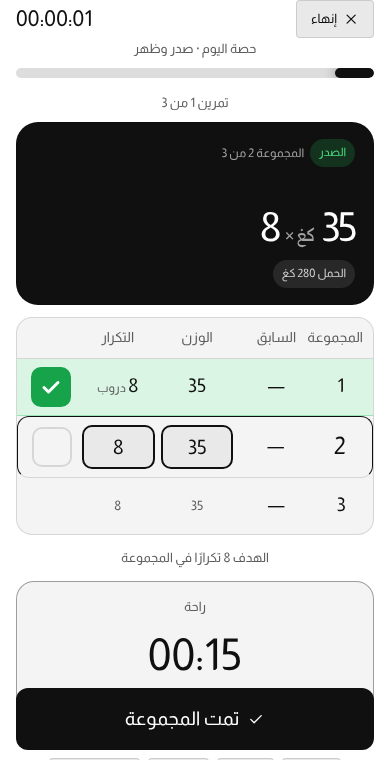 إنهاء
00:00:01
حصة اليوم · صدر وظهر
تمرين 1 من 3
الصدر المجموعة 2 من 3
35 كغ × 8
الحمل 280 كغ
المجموعة السابق الوزن التكرار
1 — 35 8 دروب
2 — 35 8
3 — 35 8
الهدف 8 تكرارًا في المجموعة
راحة
00:15
تمت المجموعة